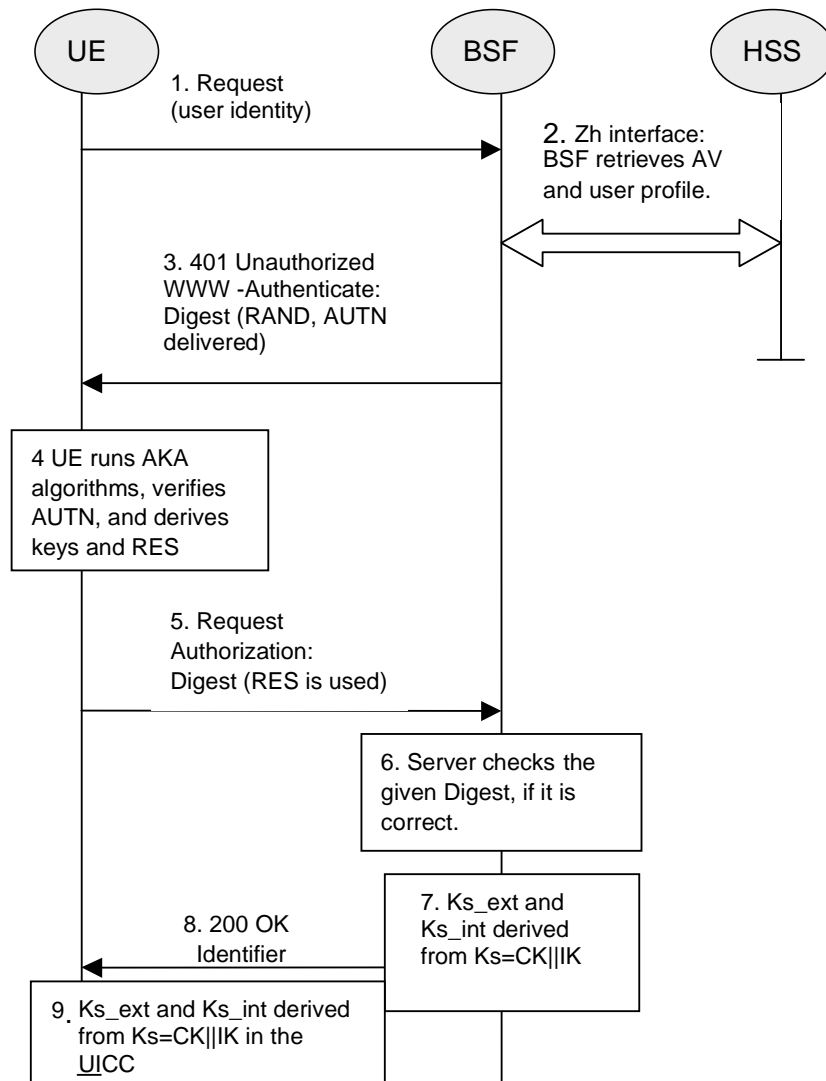 UE
BSF
HSS
1. Request
(user identity)
2. Zh interface:
BSF retrieves AV
and user profile.
3. 401 Unauthorized
WWW -Authenticate:
Digest (RAND, AUTN
delivered)
4 UE runs AKA
algorithms, verifies
AUTN, and derives
keys and RES
5. Request
Authorization:
Digest (RES is used)
6. Server checks the
given Digest, if it is
correct.
7. Ks_ext and
Ks_int derived
from Ks=CK||IK
8. 200 OK
Identifier
9. Ks_ext and Ks_int derived
from Ks=CK||IK in the
UICC